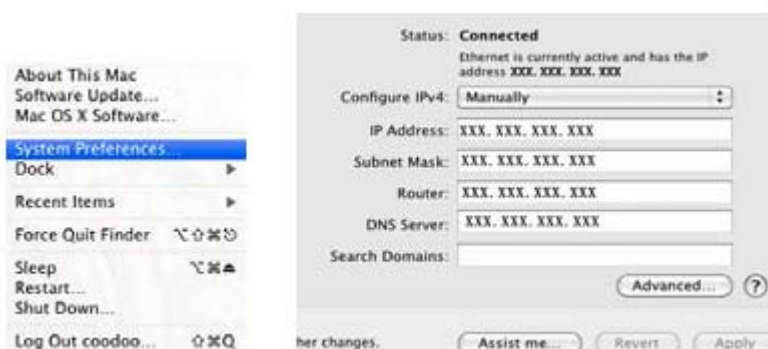 About This Mac
Software Update...
Mac OS X Software...
System Preferences...
Dock ▶
Recent Items ▶
Force Quit Finder ⌥⇧⌘⎋
Sleep ⌥⌘⏏
Restart...
Shut Down...
Log Out coodoo... ⇧⌘Q
Status: Connected
Ethernet is currently active and has the IP
address XXX. XXX. XXX. XXX
Configure IPv4: Manually
IP Address: XXX. XXX. XXX. XXX
Subnet Mask: XXX. XXX. XXX. XXX
Router: XXX. XXX. XXX. XXX
DNS Server: XXX. XXX. XXX. XXX
Search Domains:
Advanced... ?
her changes. Assist me... Revert Apply